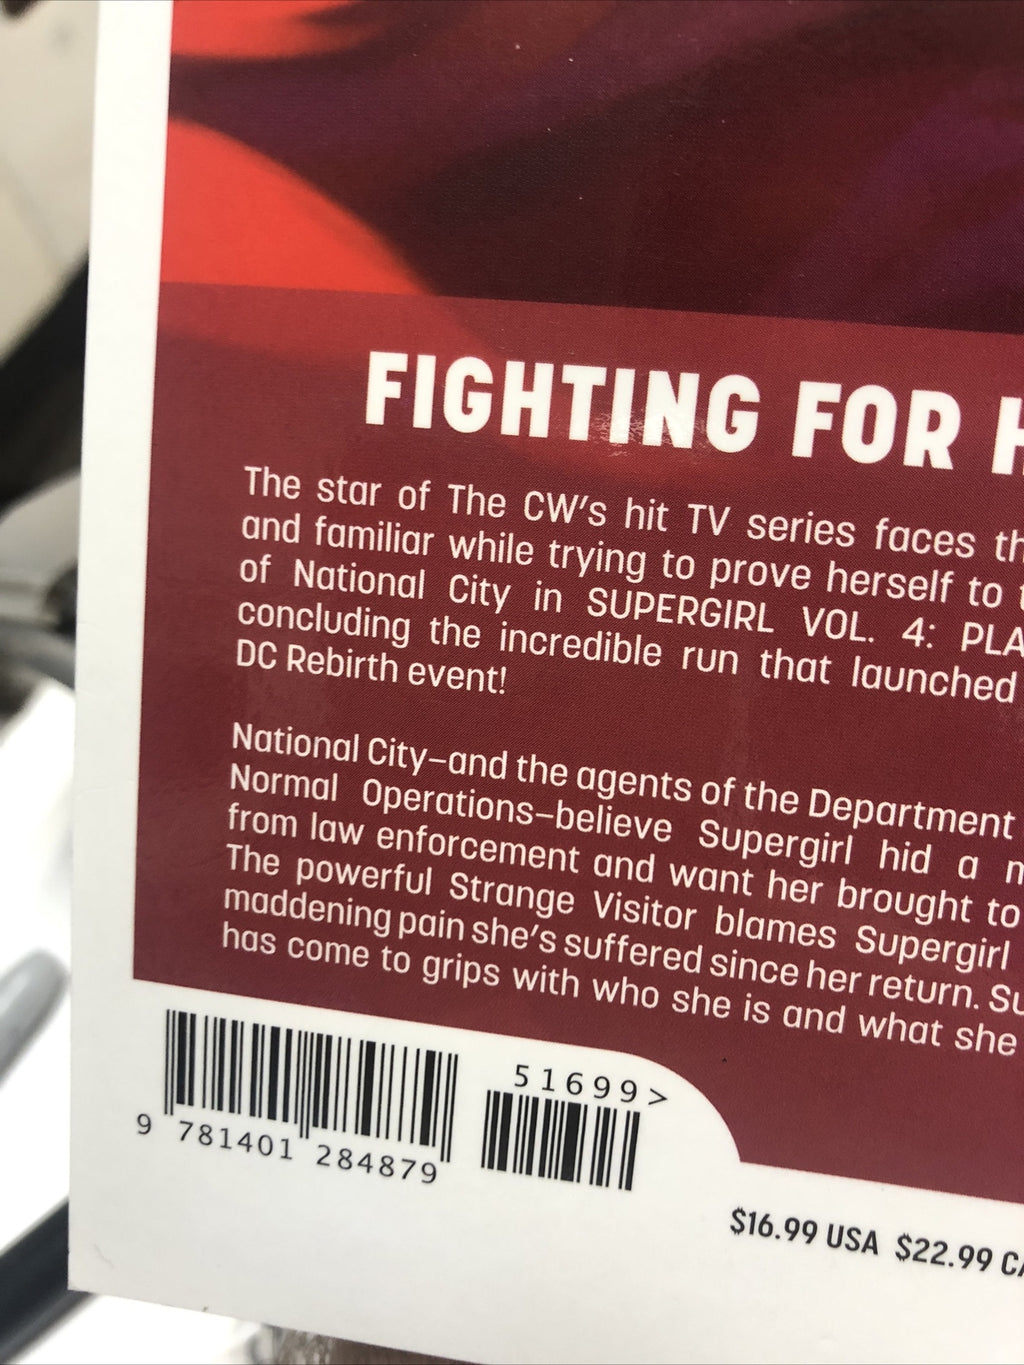 FIGHTING FOR
The star of The CW's hit TV series faces
and familiar while trying to prove herself to
of National City in SUPERGIRL VOL. 4:
concluding the incredible run that launched
DC Rebirth event!
National City—and the agents of the Department
Normal Operations—believe Supergirl hid a
from law enforcement and want her brought to
The powerful Strange Visitor blames Supergirl
maddening pain she's suffered since her return.
has come to grips with who she is and what she
51699>
9 781401 284879
$16.99 USA $22.99